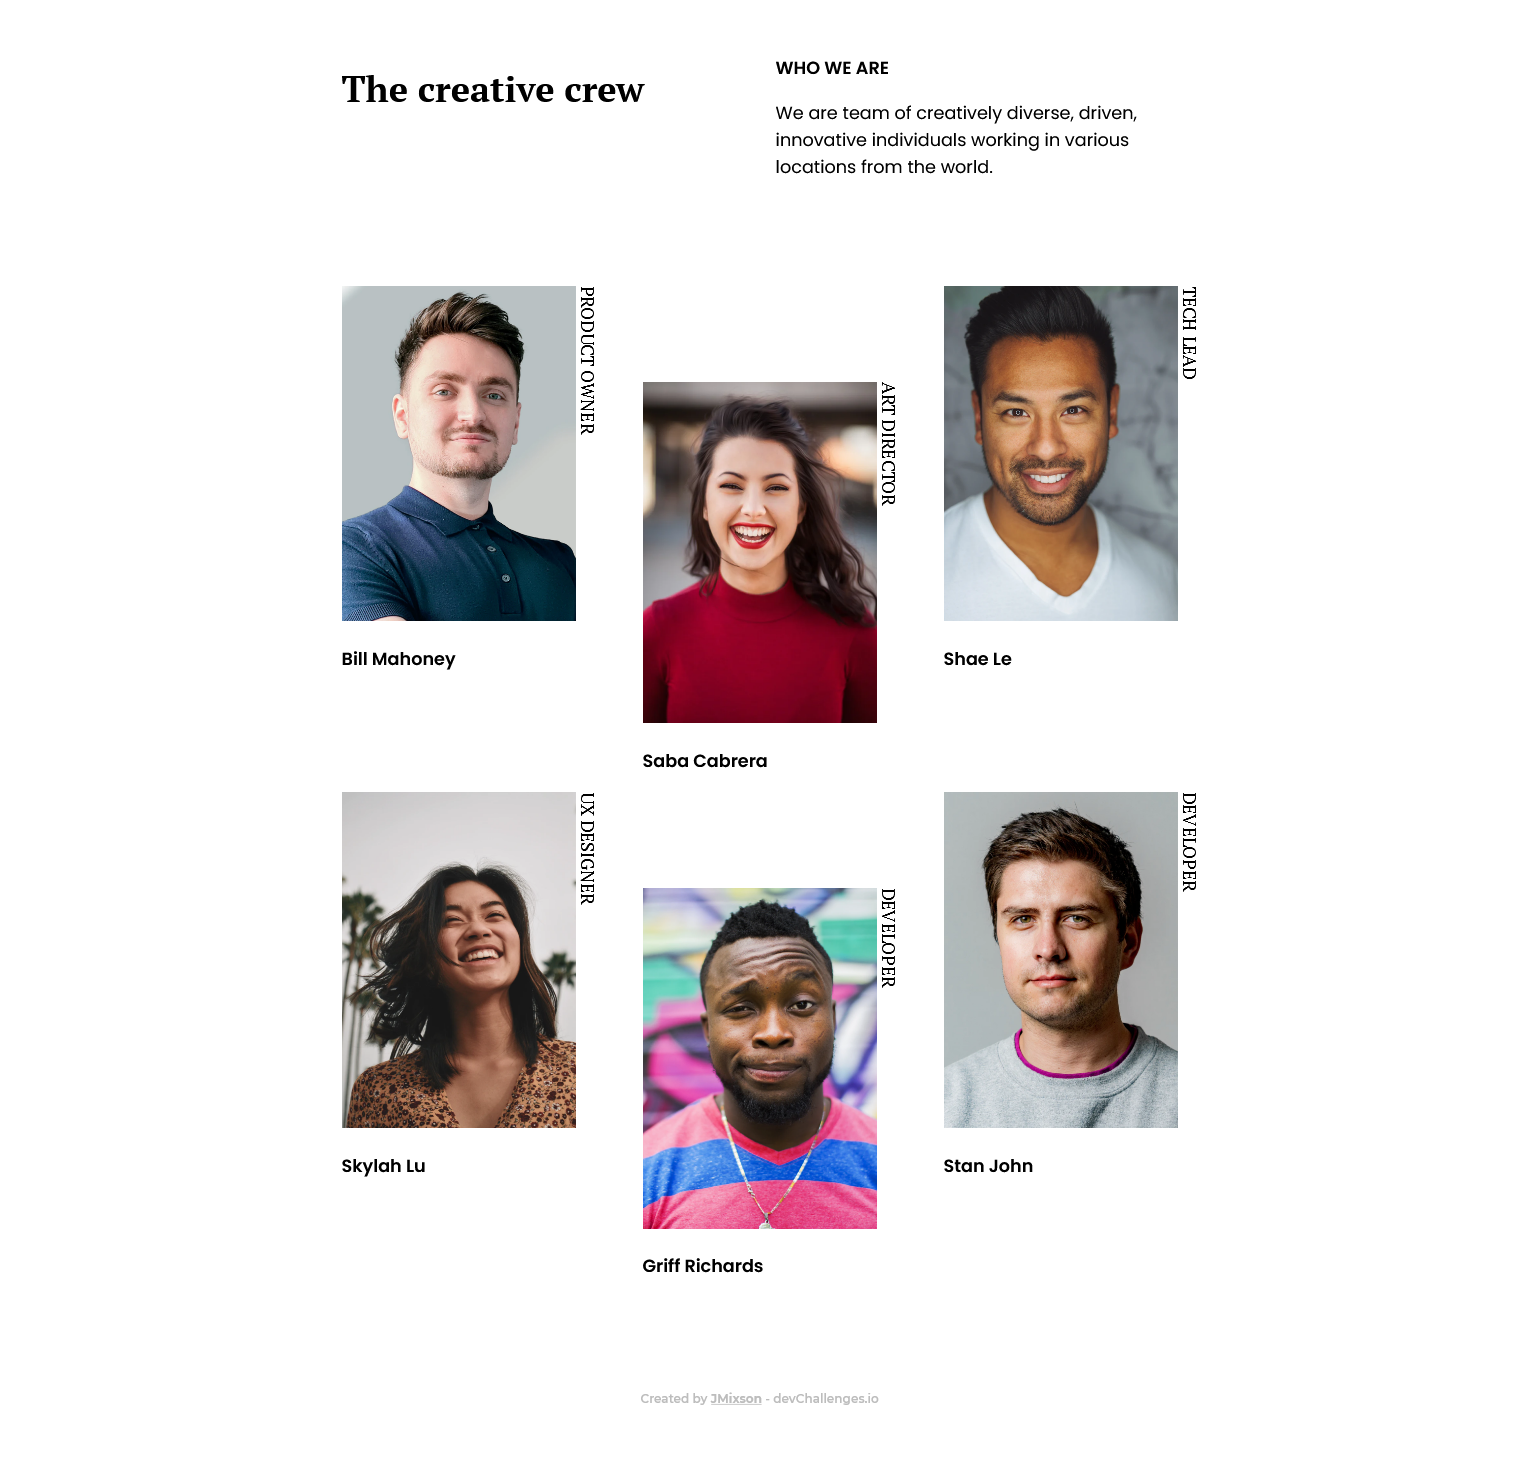 The creative crew
WHO WE ARE
We are team of creatively diverse, driven,
innovative individuals working in various
locations from the world.
PRODUCT OWNER
Bill Mahoney
ART DIRECTOR
Saba Cabrera
TECH LEAD
Shae Le
UX DESIGNER
Skylah Lu
DEVELOPER
Griff Richards
DEVELOPER
Stan John
Created by JMixson - devChallenges.io